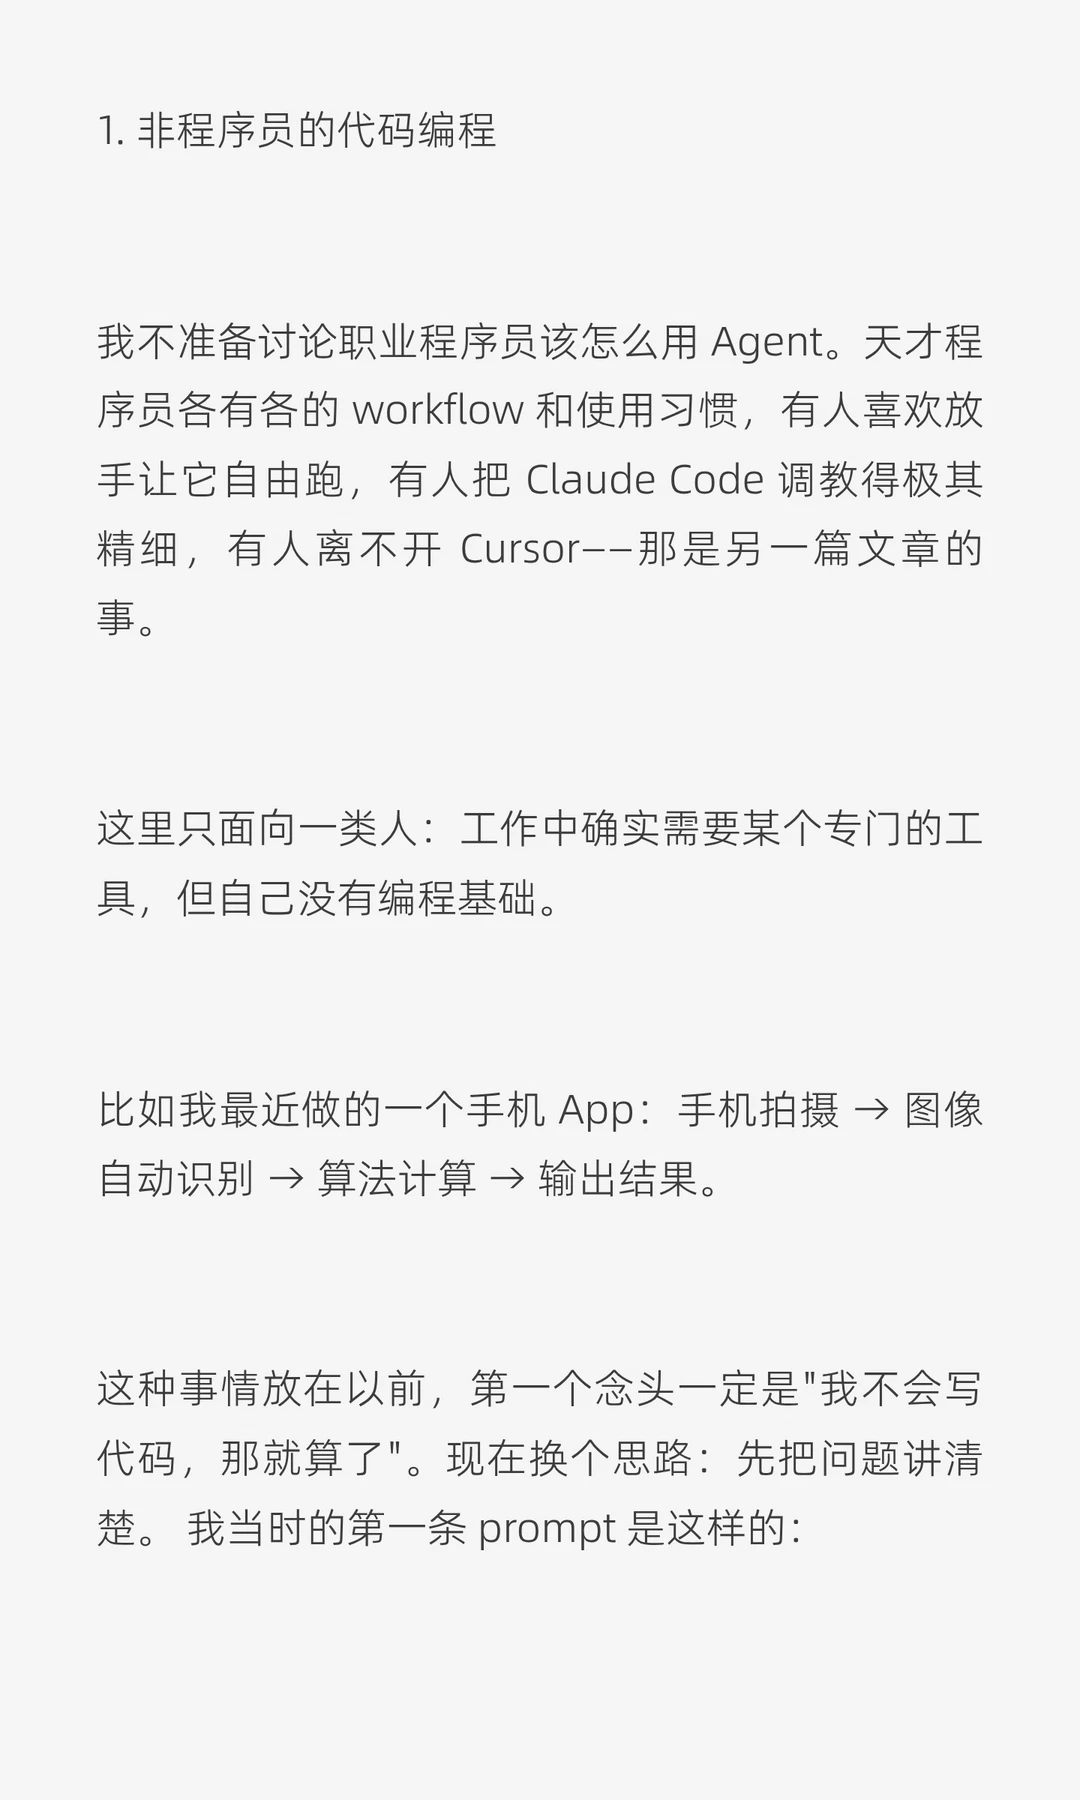 1. 非程序员的代码编程
我不准备讨论职业程序员该怎么用 Agent。天才程
序员各有各的 workflow 和使用习惯，有人喜欢放
手让它自由跑，有人把 Claude Code 调教得极其
精细，有人离不开 Cursor——那是另一篇文章的
事。
这里只面向一类人：工作中确实需要某个专门的工
具，但自己没有编程基础。
比如我最近做的一个手机 App：手机拍摄 → 图像
自动识别 → 算法计算 → 输出结果。
这种事情放在以前，第一个念头一定是"我不会写
代码，那就算了"。现在换个思路：先把问题讲清
楚。 我当时的第一条 prompt 是这样的：